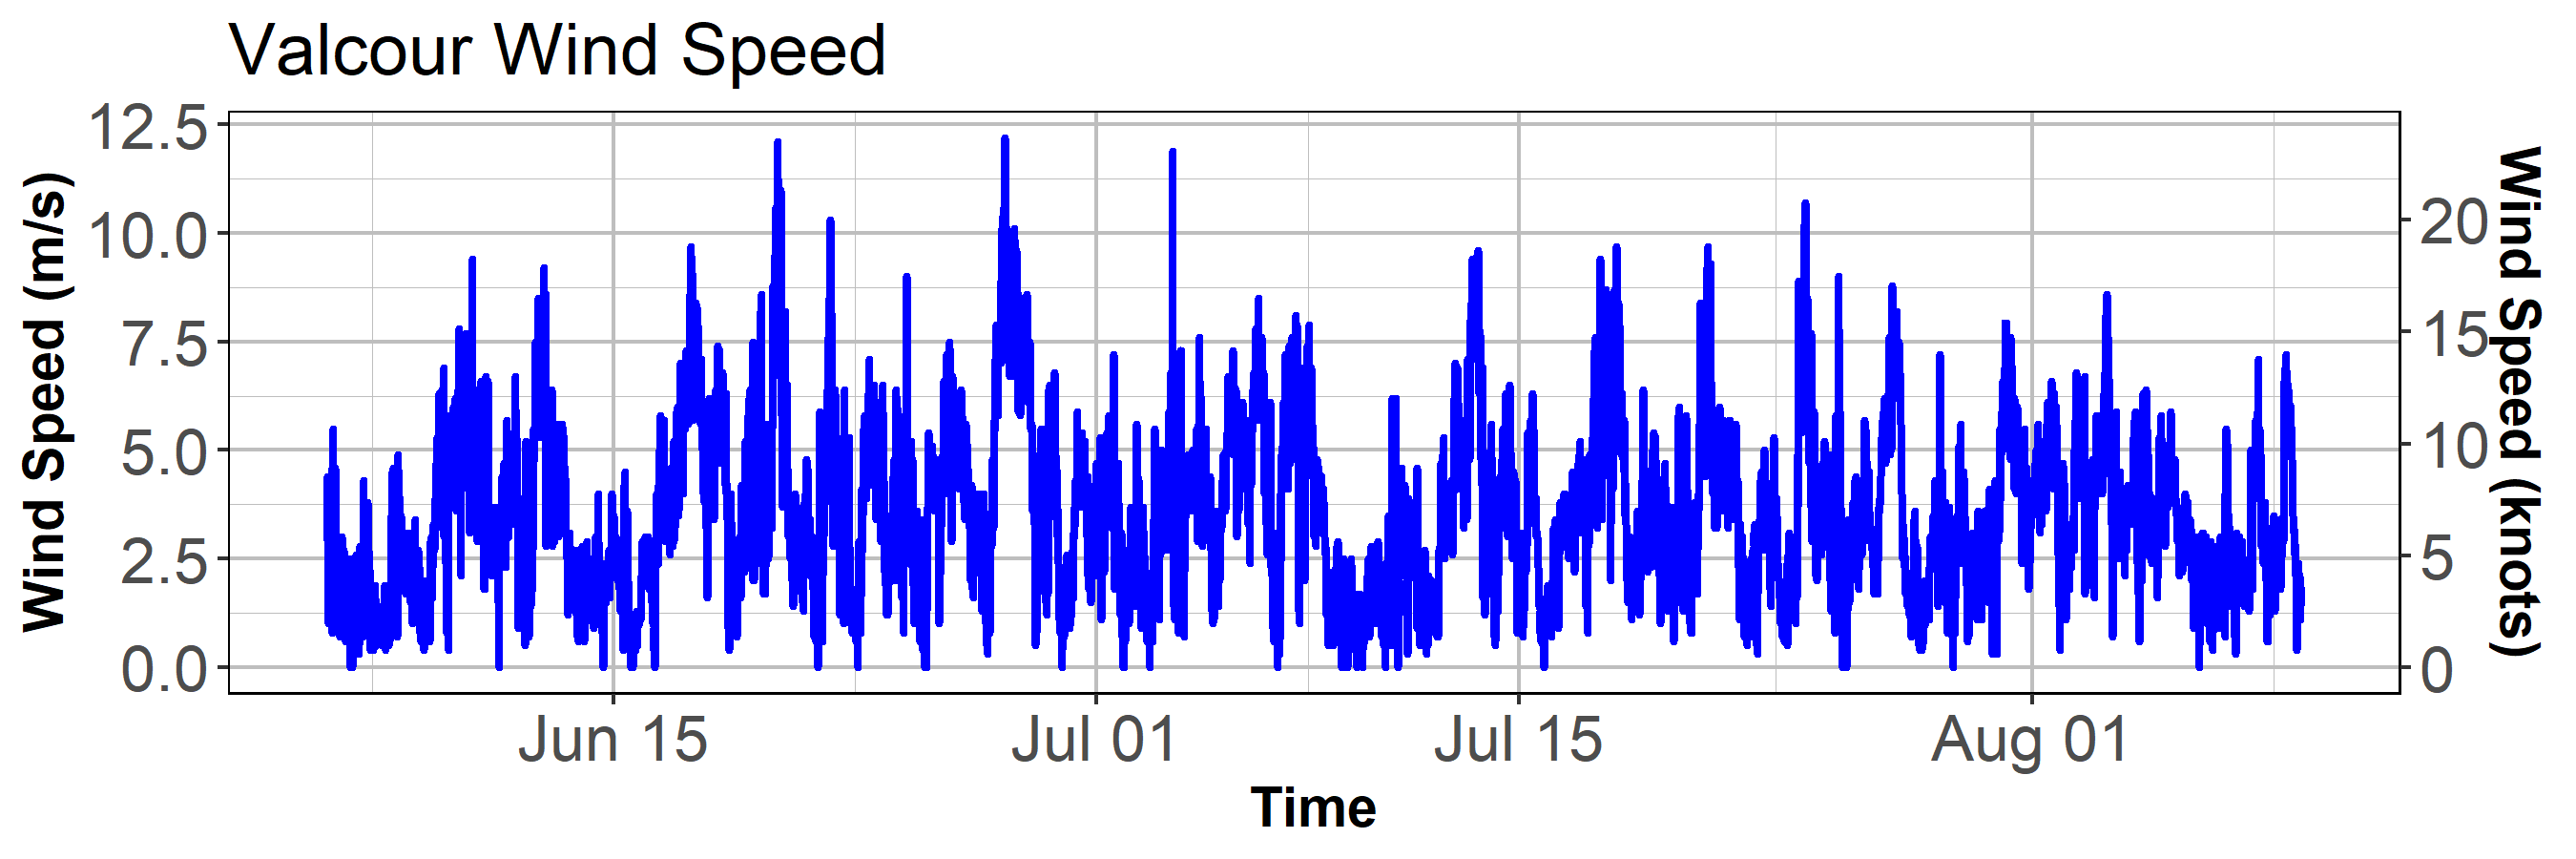 Valcour Wind Speed
Wind Speed (m/s)
12.5
10.0
7.5
5.0
2.5
0.0
20
15
10
5
0
Wind Speed (knots)
Jun 15
Jul 01
Jul 15
Aug 01
Time